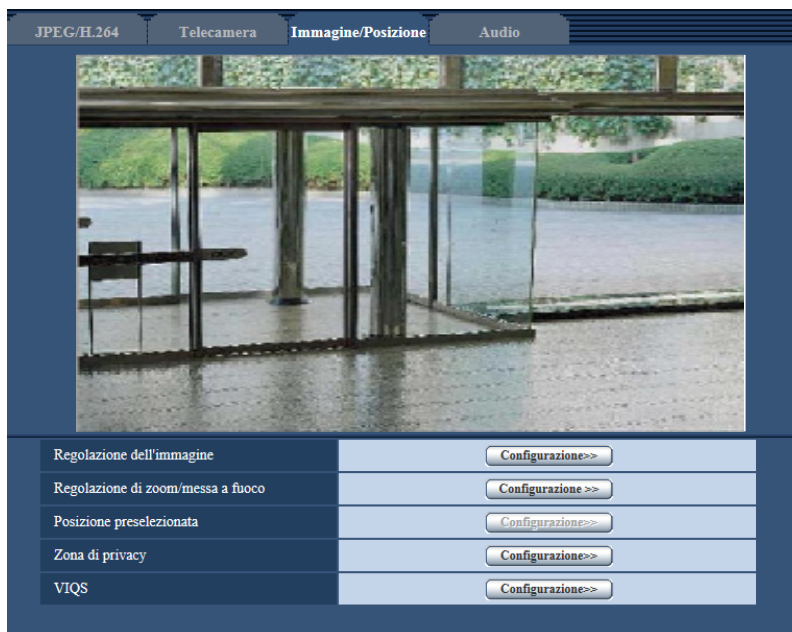 JPEG/H.264 Telecamera Immagine/Posizione Audio
Regolazione dell'immagine Configurazione>>
Regolazione di zoom/messa a fuoco Configurazione >>
Posizione preselezionata Configurazione>>
Zona di privacy Configurazione>>
VIQS Configurazione>>